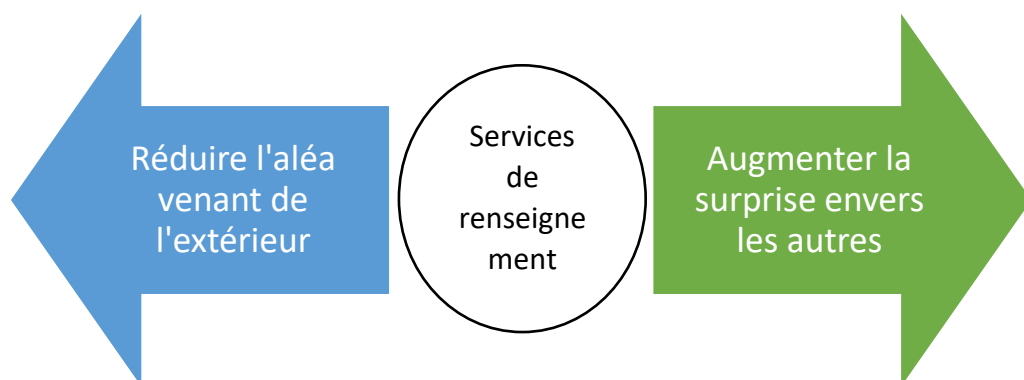 Réduire l'aléa
venant de
l'extérieur
Services
de
renseigne
ment
Augmenter la
surprise envers
les autres